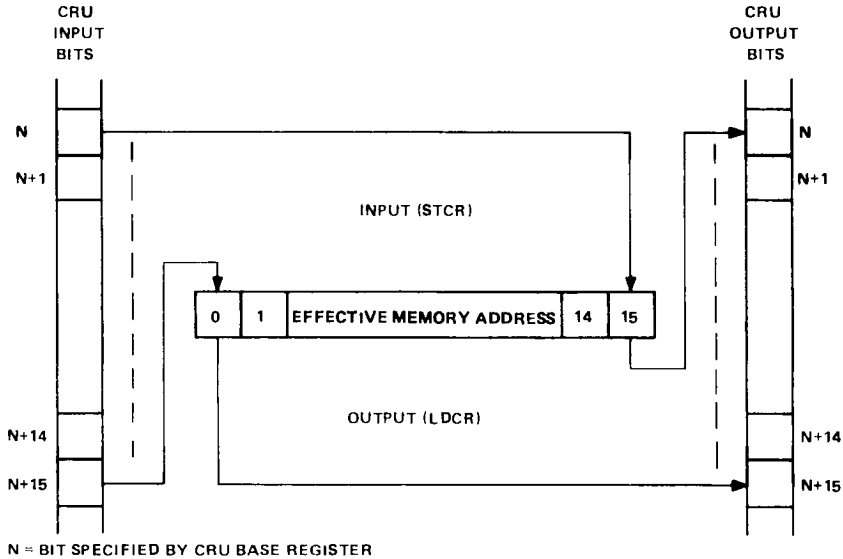 CRU
INPUT
BITS
CRU
OUTPUT
BITS
N
N
N+1
N+1
INPUT (STCR)
0
1
EFFECTIVE MEMORY ADDRESS
14
15
OUTPUT (LDCR)
N+14
N+14
N+15
N+15
N = BIT SPECIFIED BY CRU BASE REGISTER